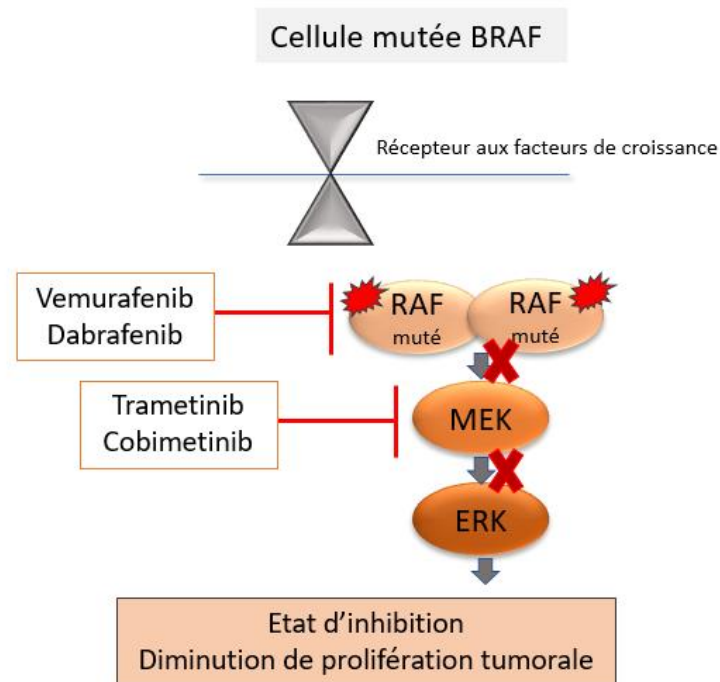 Cellule mutée BRAF
Récepteur aux facteurs de croissance
Vemurafenib
Dabrafenib
RAF
muté
RAF
muté
Trametinib
Cobimetinib
MEK
ERK
Etat d’inhibition
Diminution de prolifération tumorale